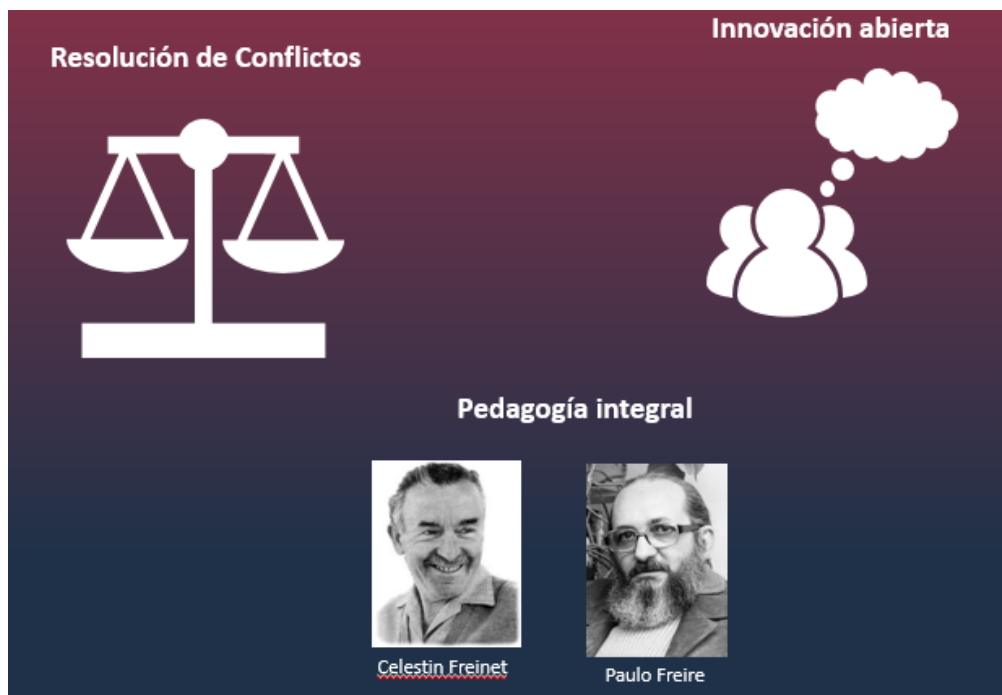 Resolución de Conflictos
Innovación abierta
Pedagogía integral
Celestin Freinet
Paulo Freire